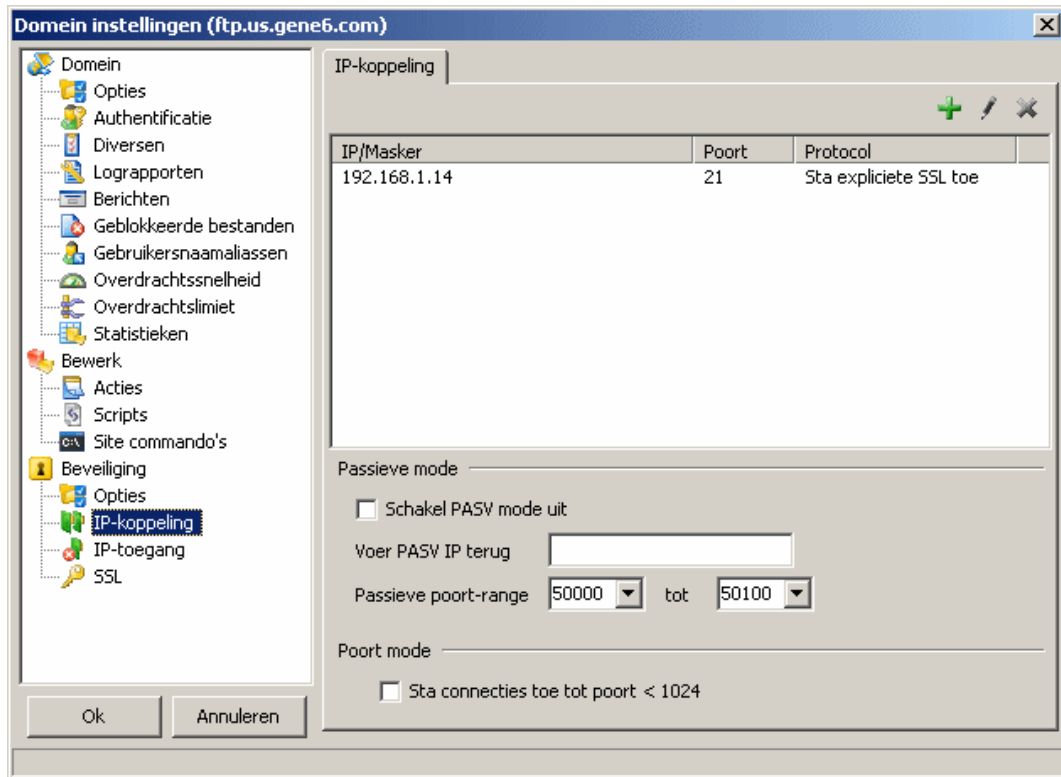 Domein instellingen (ftp.us.gene6.com)
Domein
Opties
Authentificatie
Diversen
Lograpporten
Berichten
Geblokkeerde bestanden
Gebruikersnaamaliassen
Overdrachtssnelheid
Overdrachtslimiet
Statistieken
Bewerk
Acties
Scripts
C:\ Site commando's
Beveiliging
Opties
IP-koppeling
IP-toegang
SSL
Ok Annuleren
IP-koppeling
IP/Masker Poort Protocol
192.168.1.14 21 Sta expliciete SSL toe
Passieve mode
Schakel PASV mode uit
Voer PASV IP terug
Passieve poort-range 50000 tot 50100
Poort mode
Sta connecties toe tot poort < 1024